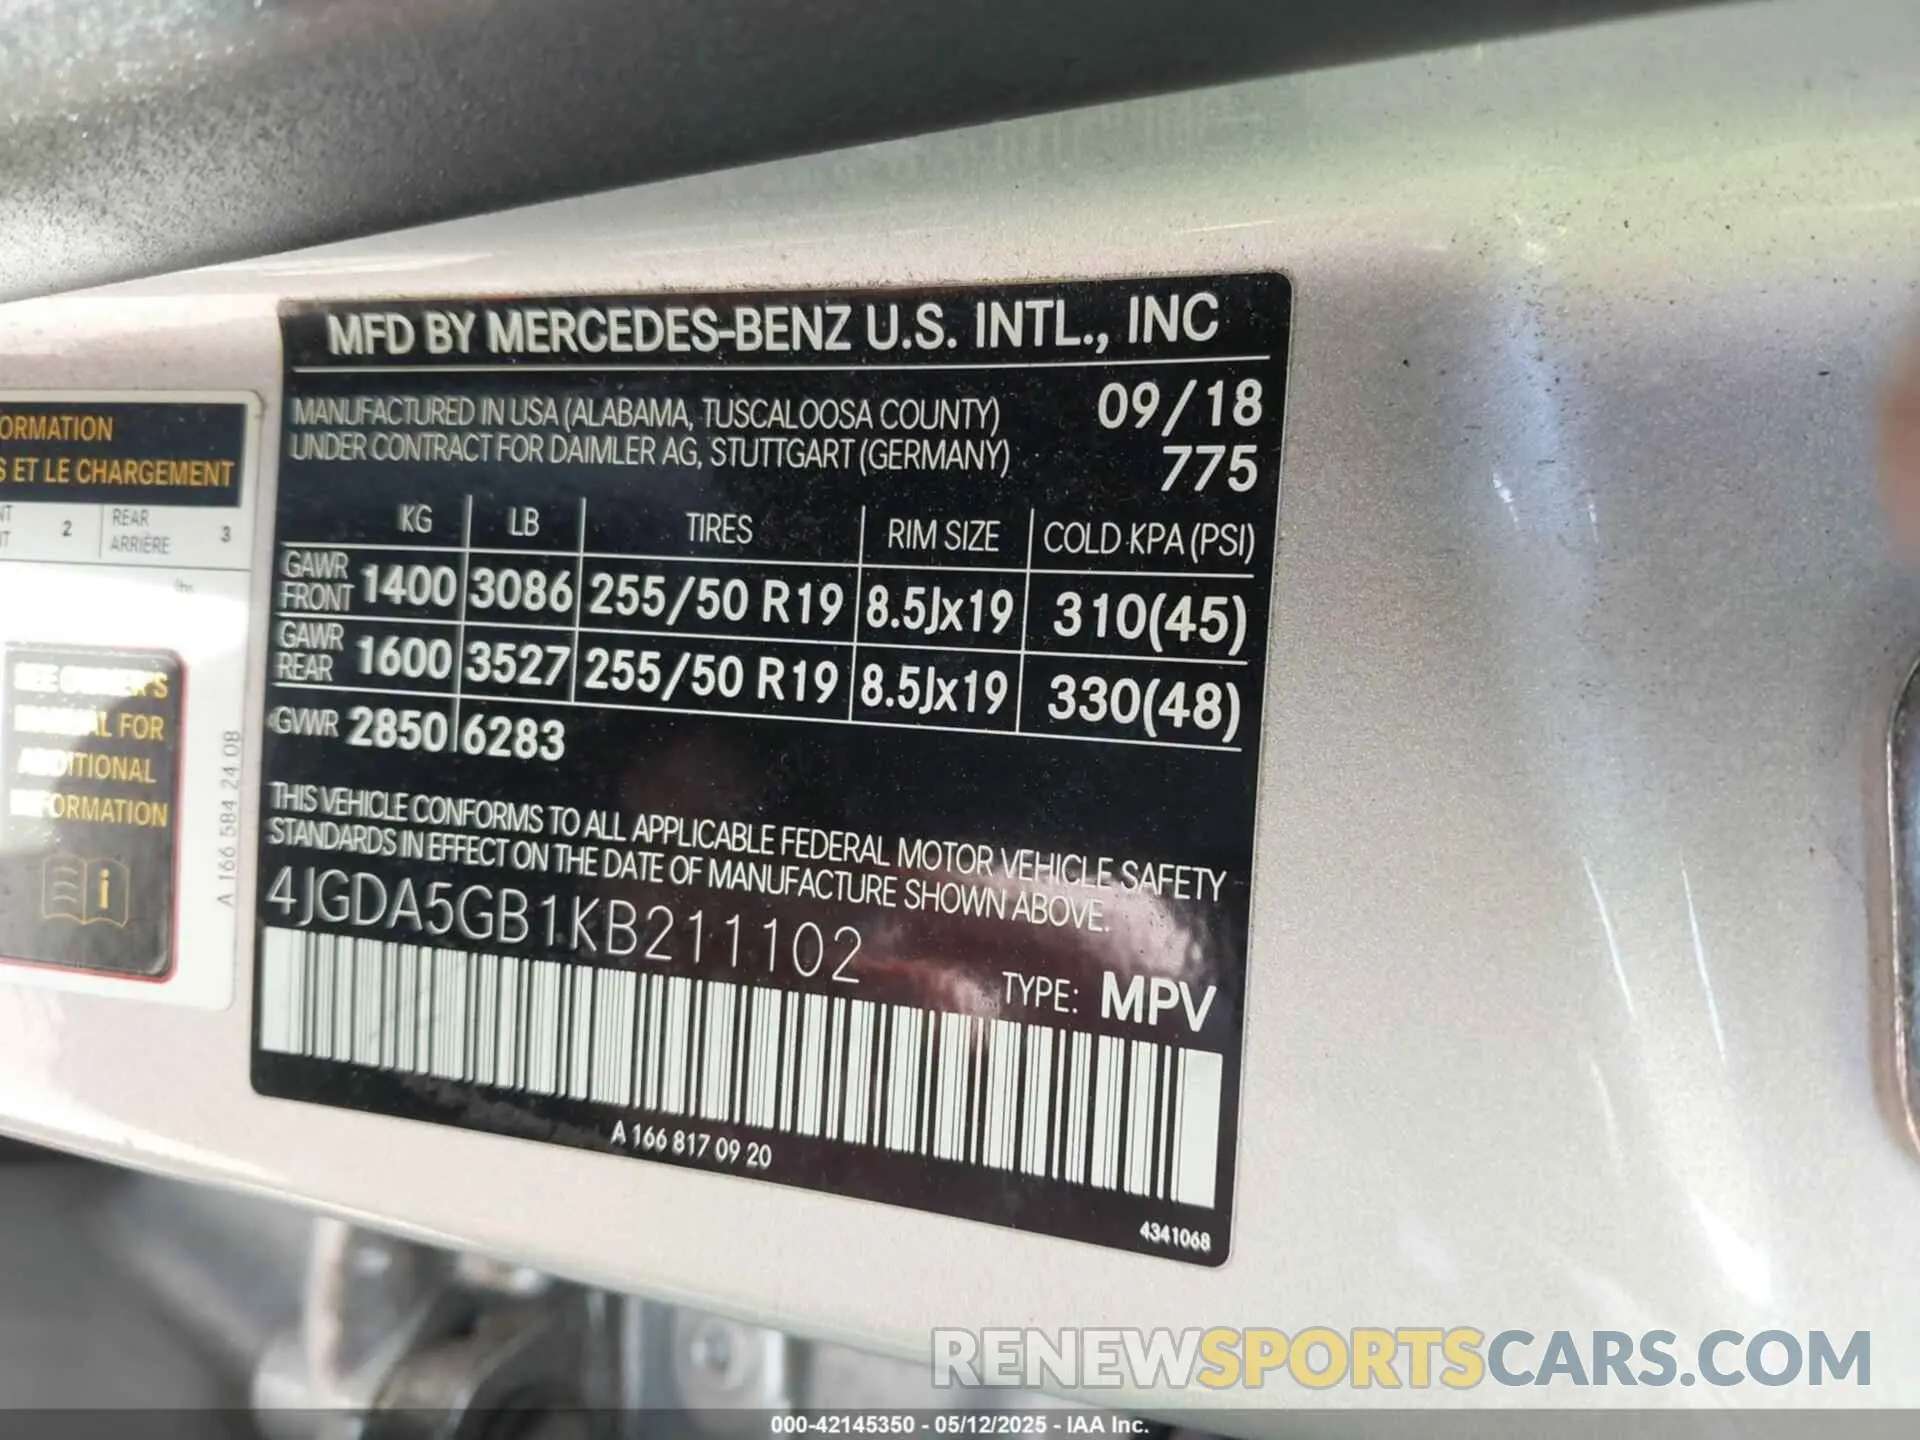 MFD BY MERCEDES-BENZ U.S. INTL., INC
MANUFACTURED IN USA (ALABAMA, TUSCALOOSA COUNTY) 09/18
UNDER CONTRACT FOR DAIMLER AG, STUTTGART (GERMANY) 775
KG LB TIRES RIM SIZE COLD KPA (PSI)
GAWR FRONT 1400 3086 255/50 R19 8.5Jx19 310(45)
GAWR REAR 1600 3527 255/50 R19 8.5Jx19 330(48)
GVWR 2850 6283
THIS VEHICLE CONFORMS TO ALL APPLICABLE FEDERAL MOTOR VEHICLE SAFETY
STANDARDS IN EFFECT ON THE DATE OF MANUFACTURE SHOWN ABOVE.
4JGDA5GB1KB211102
TYPE: MPV
A 166 817 09 20
4341068
ORMATION
S ET LE CHARGEMENT
NT 2 REAR 3
NT ARRIÈRE
lbs
SEE OWNER'S
MANUAL FOR
ADDITIONAL
INFORMATION
i
A 166 584 24 08
RENEWSPORTSCARS.COM
000-42145350 - 05/12/2025 - IAA Inc.